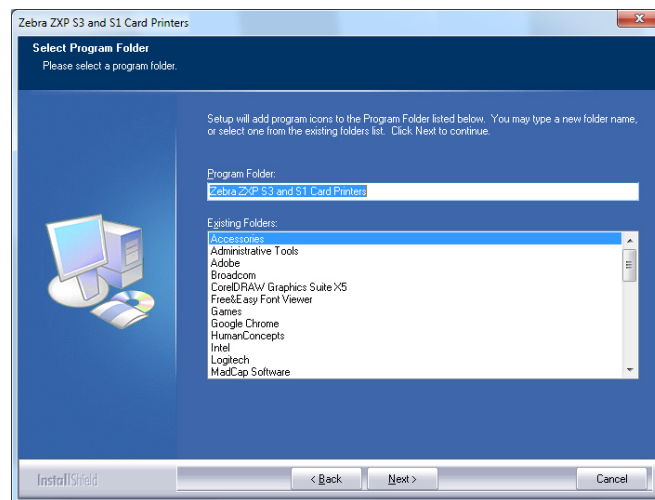 Zebra ZXP S3 and S1 Card Printers
Select Program Folder
Please select a program folder.
Setup will add program icons to the Program Folder listed below. You may type a new folder name,
or select one from the existing folders list. Click Next to continue.
Program Folder:
Zebra ZXP S3 and S1 Card Printers
Existing Folders:
Accessories
Administrative Tools
Adobe
Broadcom
CorelDRAW Graphics Suite X5
Free&Easy Font Viewer
Games
Google Chrome
HumanConcepts
Intel
Logitech
MadCap Software
InstallShield
< Back
Next >
Cancel